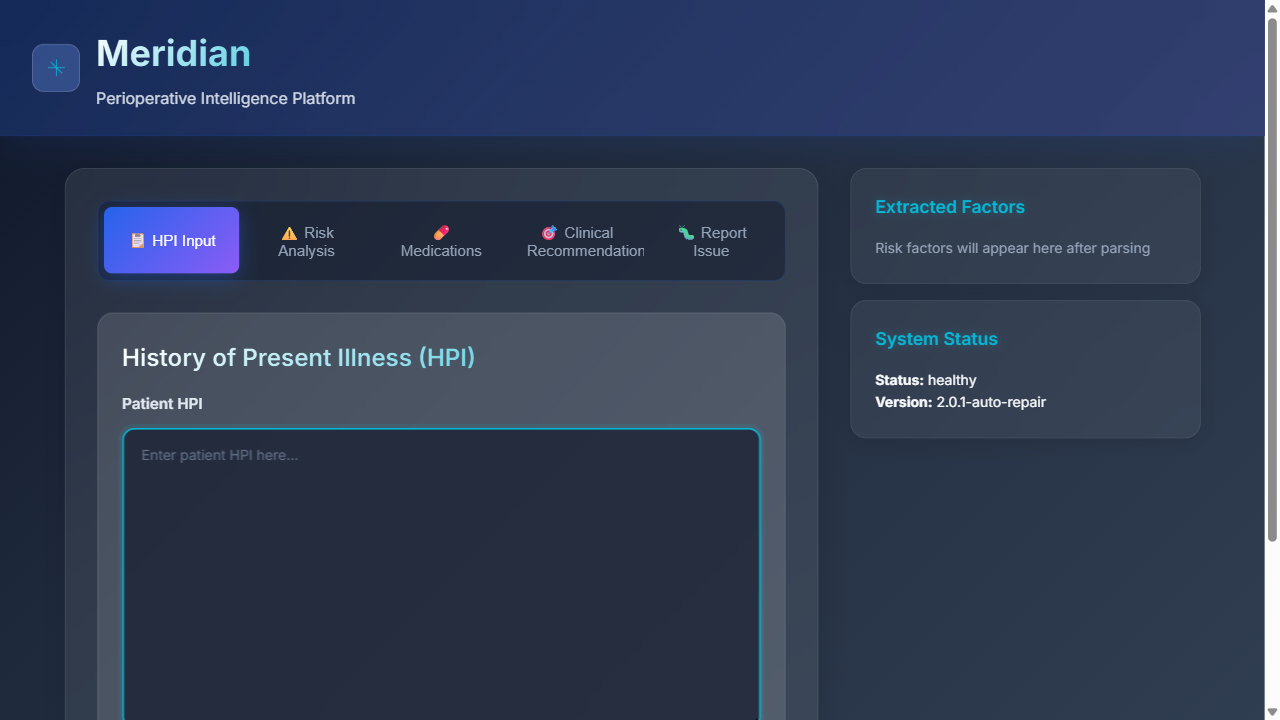 Meridian
Perioperative Intelligence Platform
HPI Input
Risk
Analysis
Medications
Clinical
Recommendation
Report
Issue
History of Present Illness (HPI)
Patient HPI
Enter patient HPI here...
Extracted Factors
Risk factors will appear here after parsing
System Status
Status: healthy
Version: 2.0.1-auto-repair